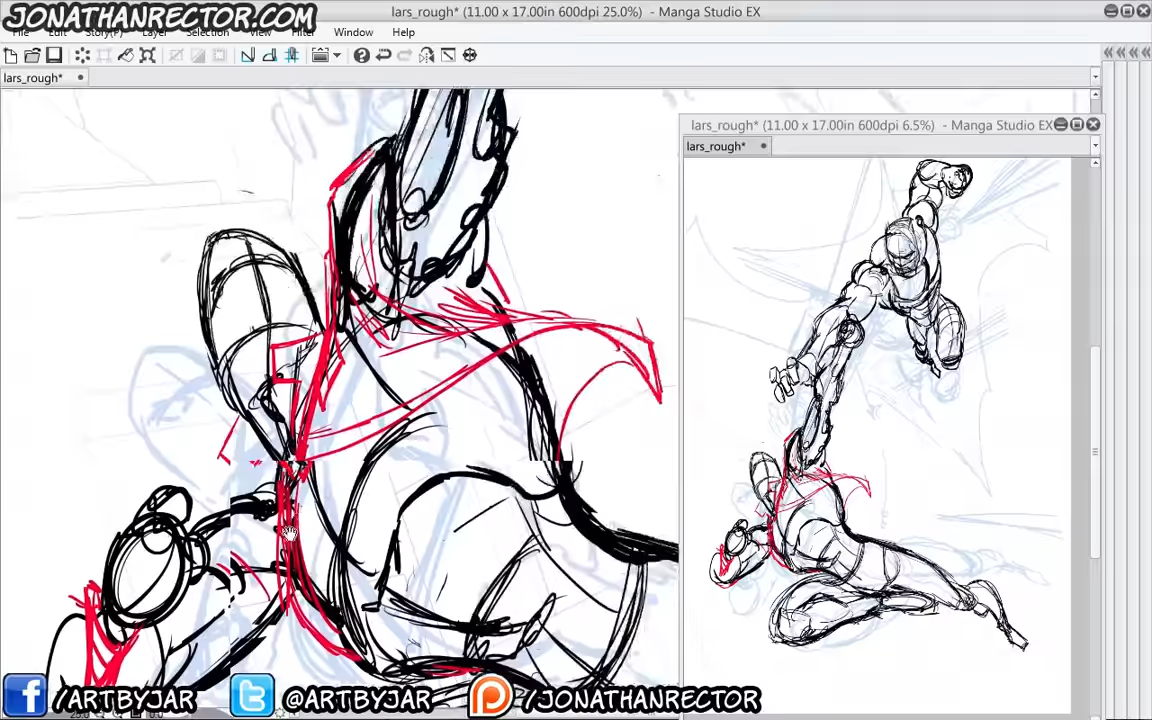 JONATHANRECTOR.COM
lars_rough* (11.00 x 17.00in 600dpi 25.0%) - Manga Studio EX
File Edit Story(P) Layer Selection View Filter Window Help
lars_rough*
lars_rough* (11.00 x 17.00in 600dpi 6.5%) - Manga Studio EX
lars_rough*
/ARTBYJAR @ARTBYJAR /JONATHANRECTOR